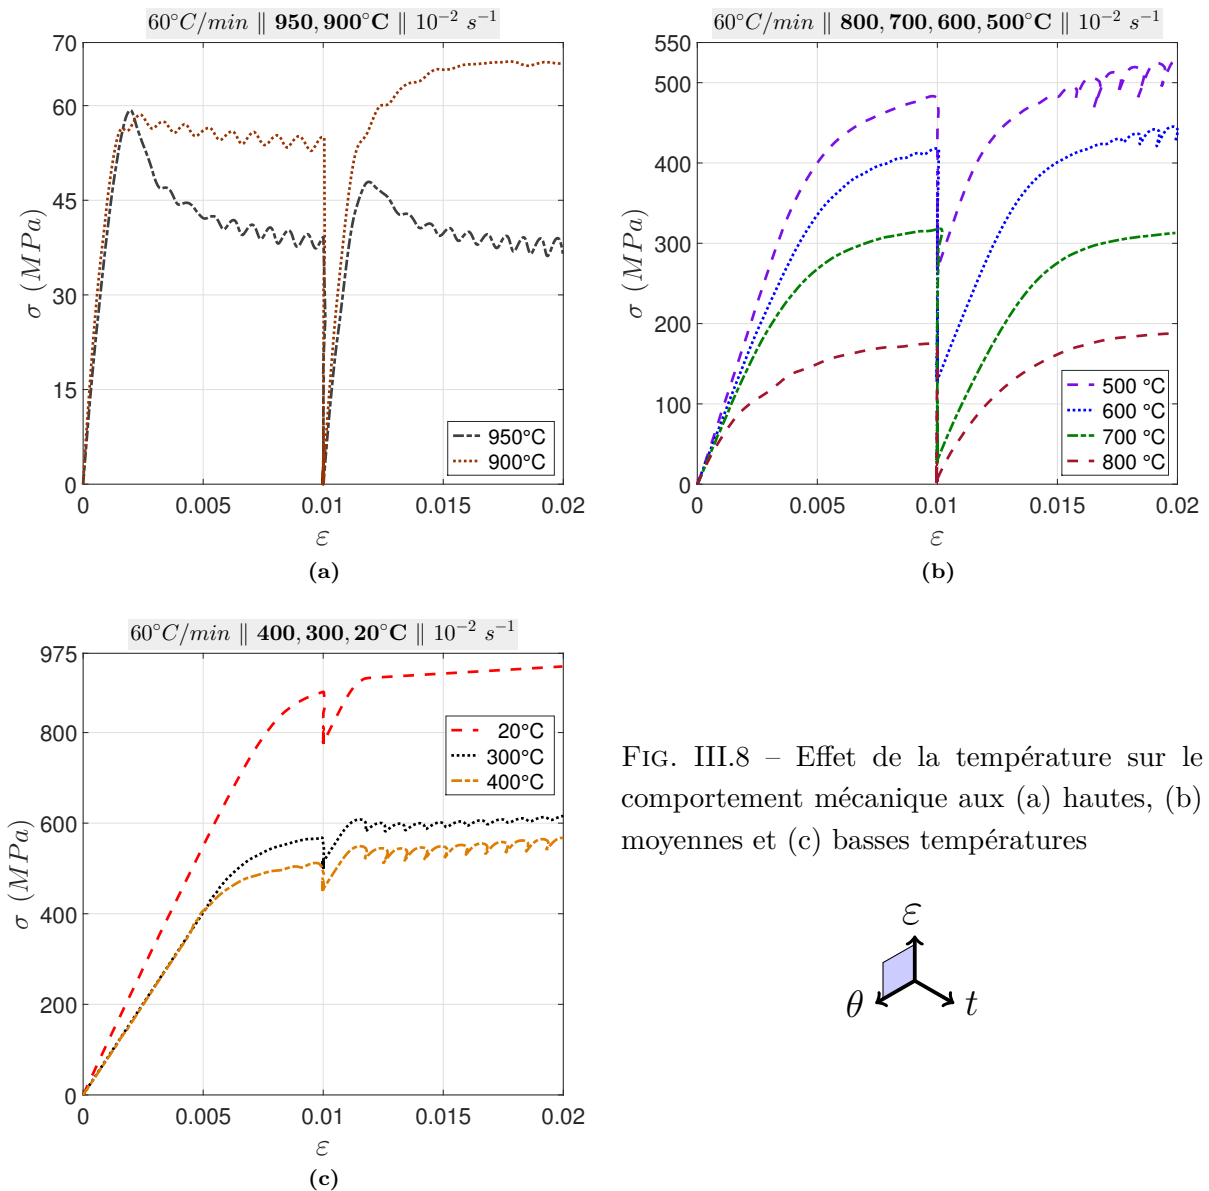 60°C/min ∥ 950, 900°C ∥ 10⁻² s⁻¹
70
60
45
30
15
0
0
0.005
0.01
0.015
0.02
σ (MPa)
ε
950°C
900°C
(a)
60°C/min ∥ 800, 700, 600, 500°C ∥ 10⁻² s⁻¹
550
500
400
300
200
100
0
0
0.005
0.01
0.015
0.02
σ (MPa)
ε
500 °C
600 °C
700 °C
800 °C
(b)
60°C/min ∥ 400, 300, 20°C ∥ 10⁻² s⁻¹
975
800
600
400
200
0
0
0.005
0.01
0.015
0.02
σ (MPa)
ε
20°C
300°C
400°C
(c)
FIG. III.8 – Effet de la température sur le
comportement mécanique aux (a) hautes, (b)
moyennes et (c) basses températures
ε
θ
t